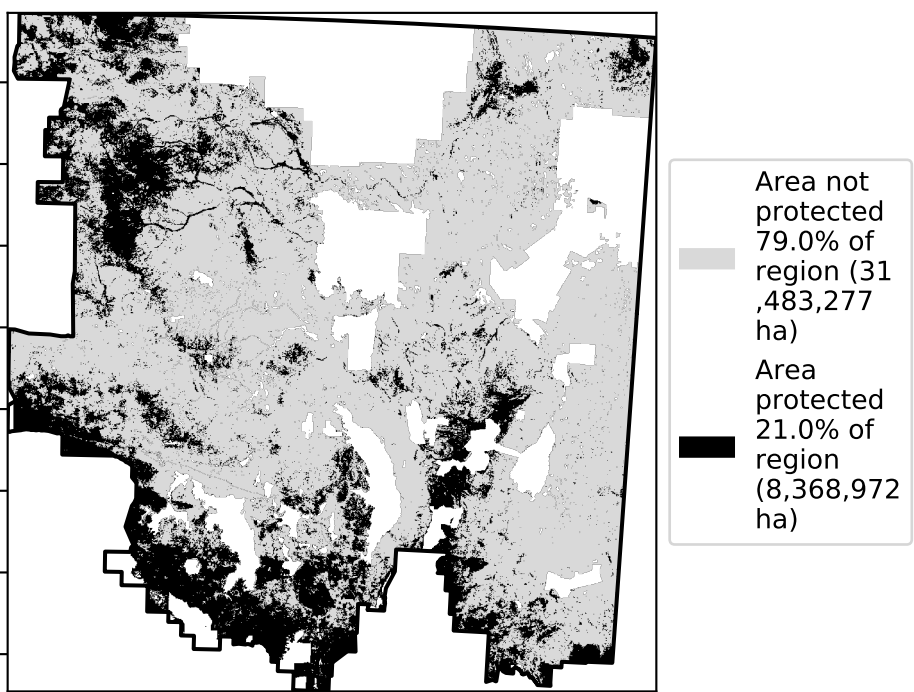 Area not
protected
79.0% of
region (31
,483,277
ha)
Area
protected
21.0% of
region
(8,368,972
ha)